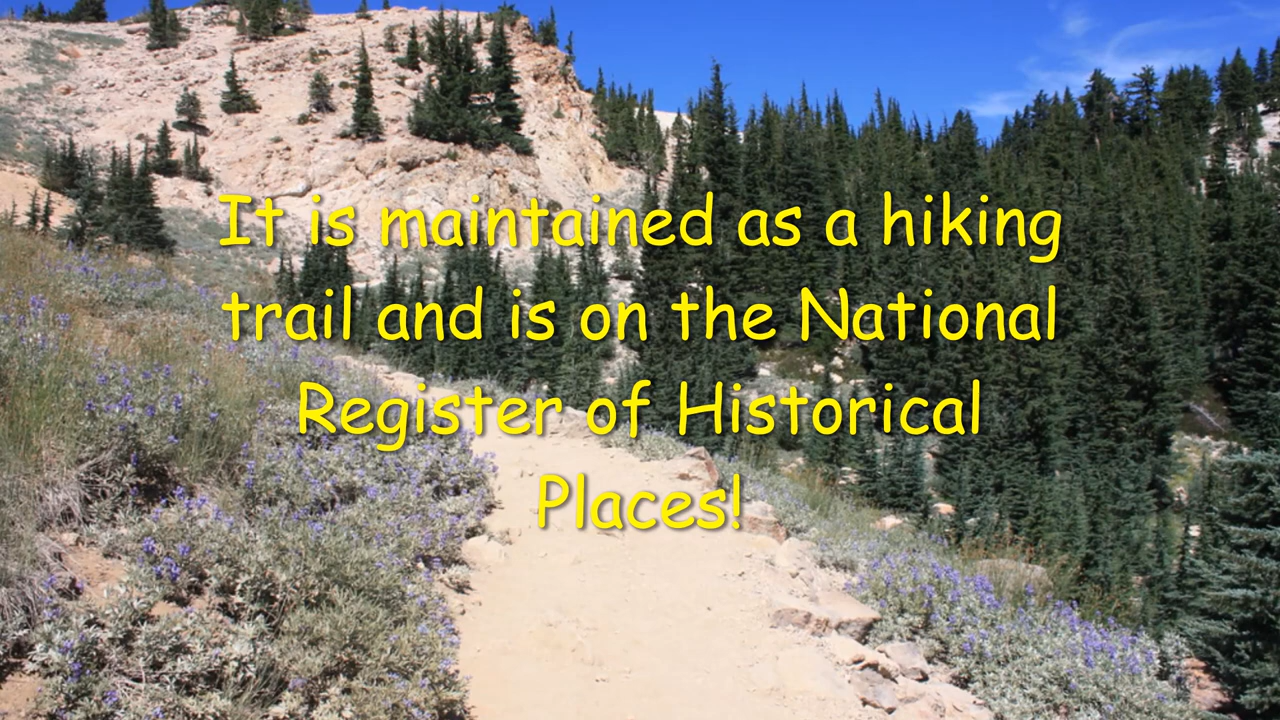 It is maintained as a hiking
trail and is on the National
Register of Historical
Places!